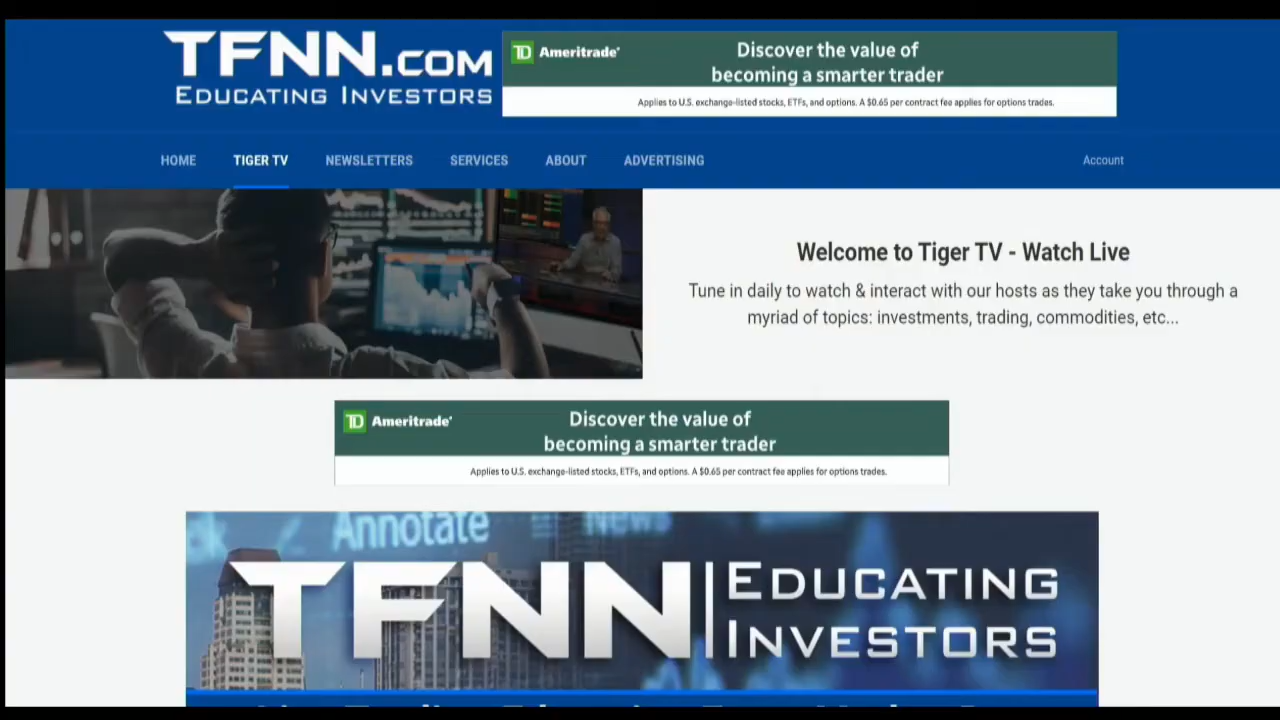 TFNN.COM
EDUCATING INVESTORS
TD Ameritrade
Discover the value of
becoming a smarter trader
Applies to U.S. exchange-listed stocks, ETFs, and options. A $0.65 per contract fee applies for options trades.
HOME TIGER TV NEWSLETTERS SERVICES ABOUT ADVERTISING Account
Welcome to Tiger TV - Watch Live
Tune in daily to watch & interact with our hosts as they take you through a
myriad of topics: investments, trading, commodities, etc...
TD Ameritrade
Discover the value of
becoming a smarter trader
Applies to U.S. exchange-listed stocks, ETFs, and options. A $0.65 per contract fee applies for options trades.
Annotate News
TFNN EDUCATING
INVESTORS